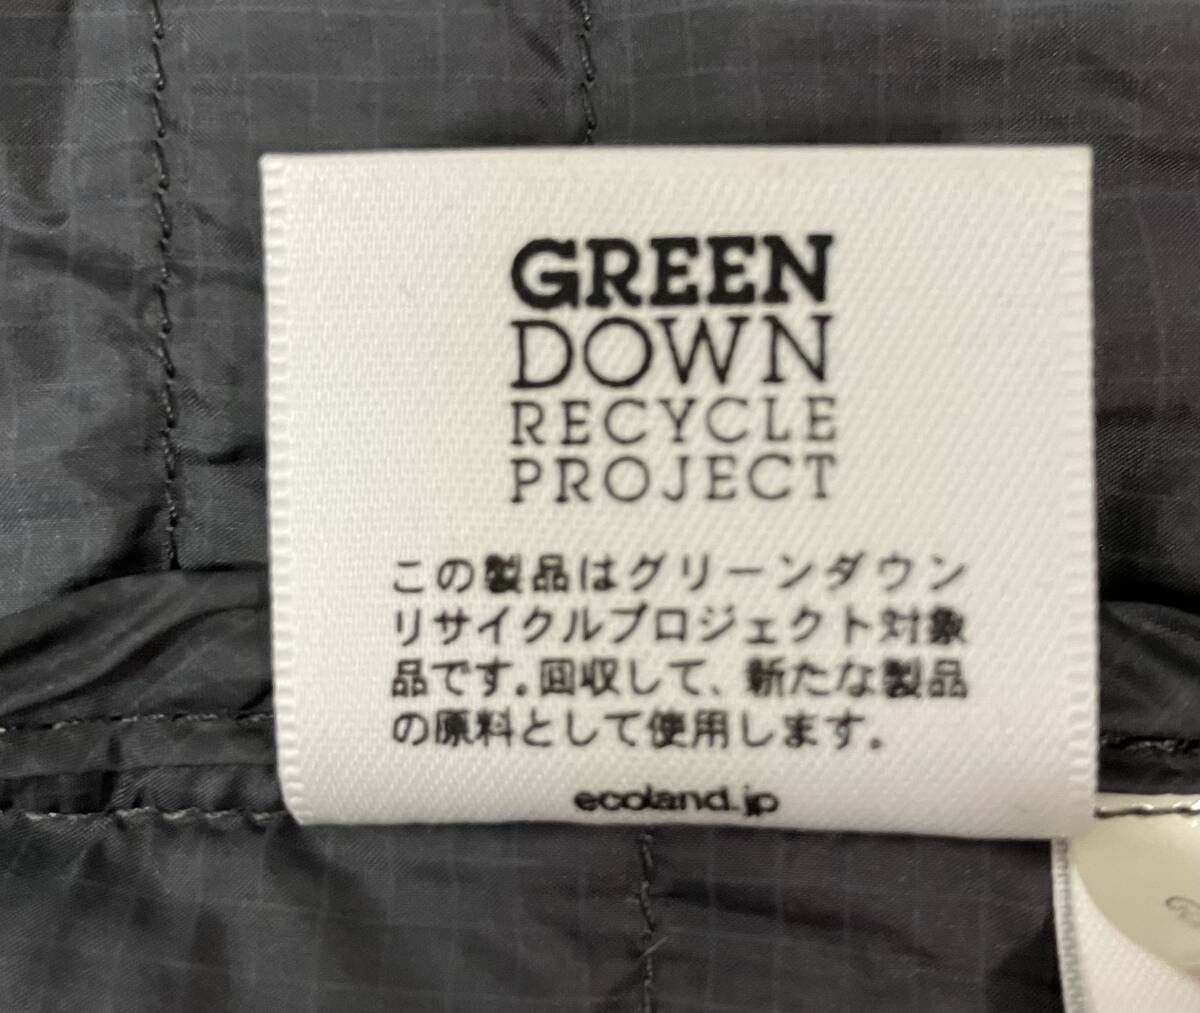 GREEN
DOWN
RECYCLE
PROJECT
この製品はグリーンダウン
リサイクルプロジェクト対象
品です。回収して、新たな製品
の原料として使用します。
ecoland.jp